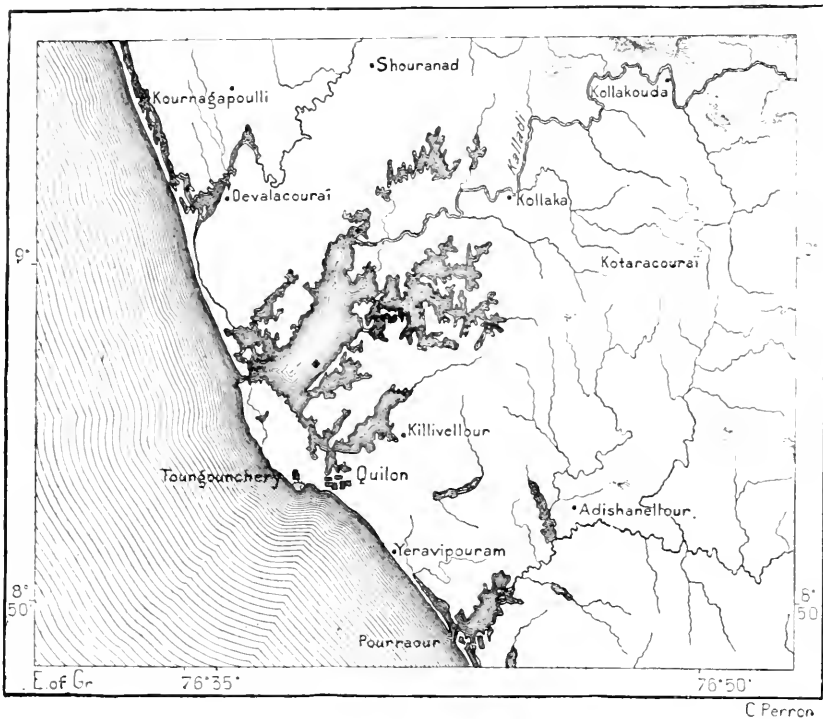 Shouranad
Kournagapoulli
Kollakouda
Kalladi
Devalacouraï
Kollaka
9°
Kotaracouraï
Killivellour
Toungounchery
Quilon
Adishanellour
Yeravipouram
8°
50'
8°
50'
Pourraour
E. of Gr.
76°35'
76°50'
C Perron